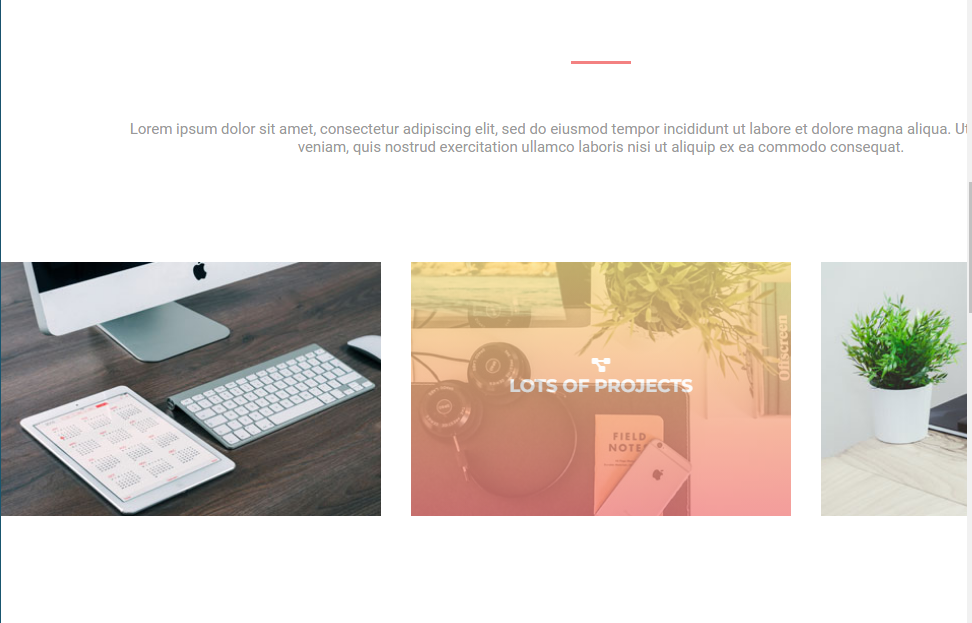 Lorem ipsum dolor sit amet, consectetur adipiscing elit, sed do eiusmod tempor incididunt ut labore et dolore magna aliqua. Ut
veniam, quis nostrud exercitation ullamco laboris nisi ut aliquip ex ea commodo consequat.
Offscreen
LOTS OF PROJECTS
FIELD
NOTES